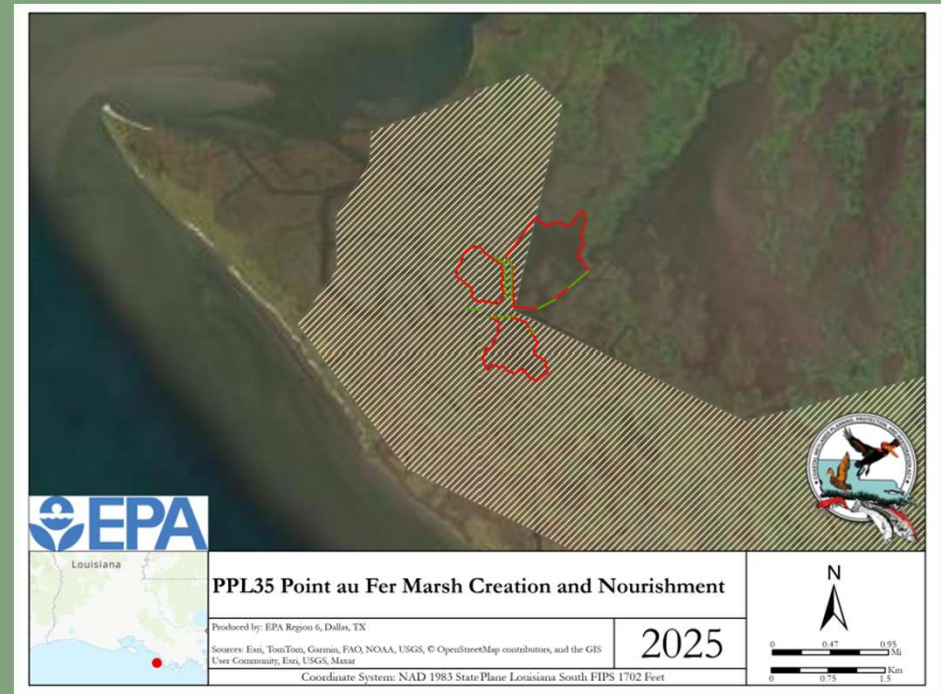 EPA
Louisiana
PPL35 Point au Fer Marsh Creation and Nourishment
Produced by: EPA Region 6, Dallas, TX
Sources: Esri, TomTom, Garmin, FAO, NOAA, USGS, © OpenStreetMap contributors, and the GIS
User Community, Esri, USGS, Maxar
2025
Coordinate System: NAD 1983 StatePlane Louisiana South FIPS 1702 Feet
N
0 0.47 0.95
Mi
Km
0 0.75 1.5